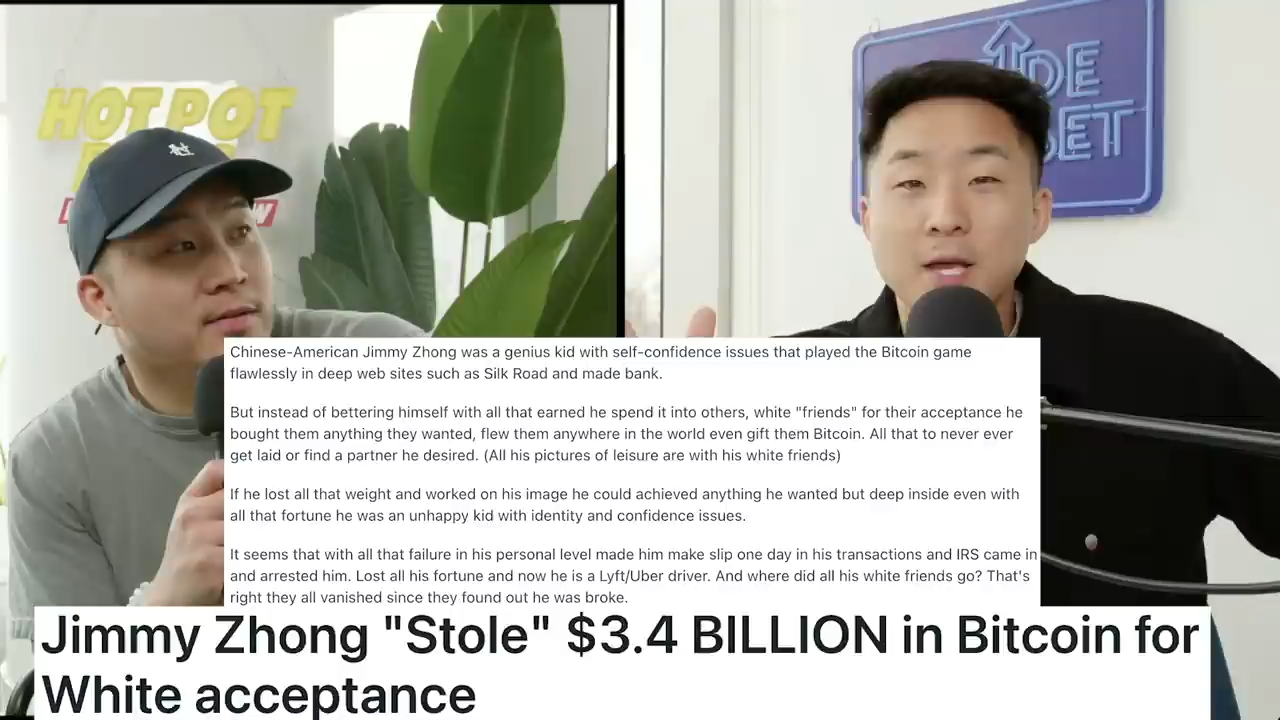 HOT POT
DE
ET
Chinese-American Jimmy Zhong was a genius kid with self-confidence issues that played the Bitcoin game
flawlessly in deep web sites such as Silk Road and made bank.
But instead of bettering himself with all that earned he spend it into others, white "friends" for their acceptance he
bought them anything they wanted, flew them anywhere in the world even gift them Bitcoin. All that to never ever
get laid or find a partner he desired. (All his pictures of leisure are with his white friends)
If he lost all that weight and worked on his image he could achieved anything he wanted but deep inside even with
all that fortune he was an unhappy kid with identity and confidence issues.
It seems that with all that failure in his personal level made him make slip one day in his transactions and IRS came in
and arrested him. Lost all his fortune and now he is a Lyft/Uber driver. And where did all his white friends go? That's
right they all vanished since they found out he was broke.
Jimmy Zhong "Stole" $3.4 BILLION in Bitcoin for
White acceptance